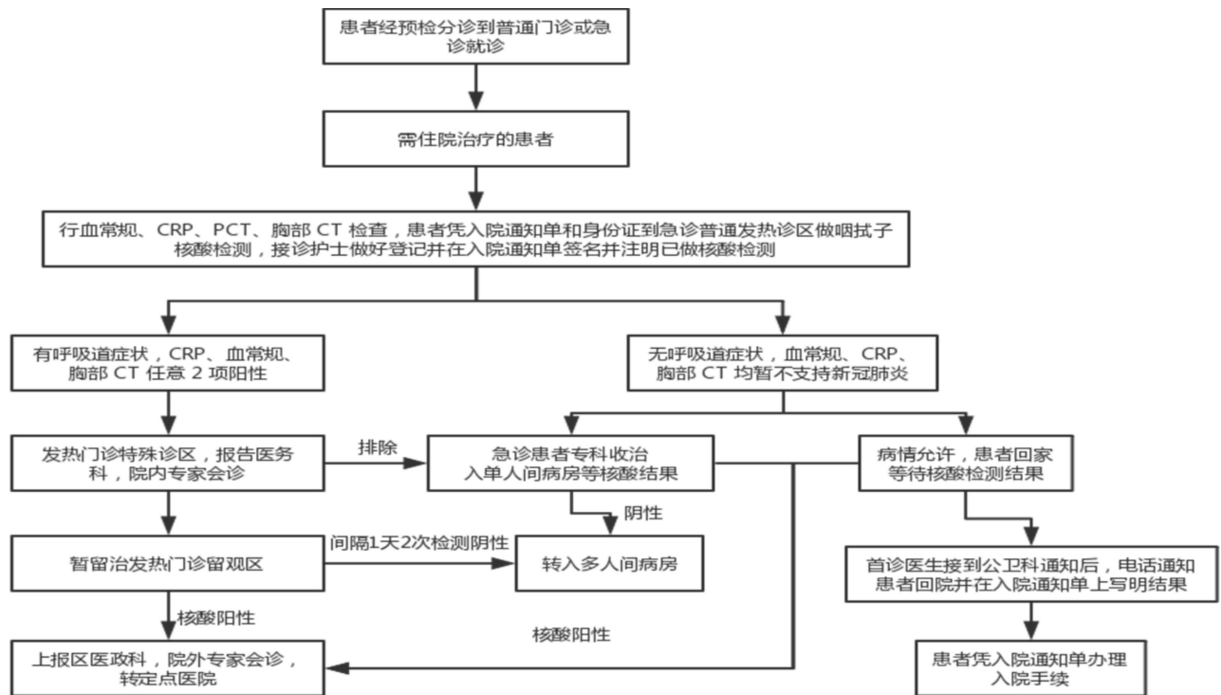 患者经预检分诊到普通门诊或急
诊就诊
需住院治疗的患者
行血常规、CRP、PCT、胸部 CT 检查，患者凭入院通知单和身份证到急诊普通发热诊区做咽拭子
核酸检测，接诊护士做好登记并在入院通知单签名并注明已做核酸检测
有呼吸道症状，CRP、血常规、
胸部 CT 任意 2 项阳性
无呼吸道症状，血常规、CRP、
胸部 CT 均暂不支持新冠肺炎
发热门诊特殊诊区，报告医务
科，院内专家会诊
排除
急诊患者专科收治
入单人间病房等核酸结果
病情允许，患者回家
等待核酸检测结果
阴性
暂留治发热门诊留观区
间隔1天2次检测阴性
转入多人间病房
首诊医生接到公卫科通知后，电话通知
患者回院并在入院通知单上写明结果
核酸阳性
核酸阳性
上报区医政科，院外专家会诊，
转定点医院
患者凭入院通知单办理
入院手续